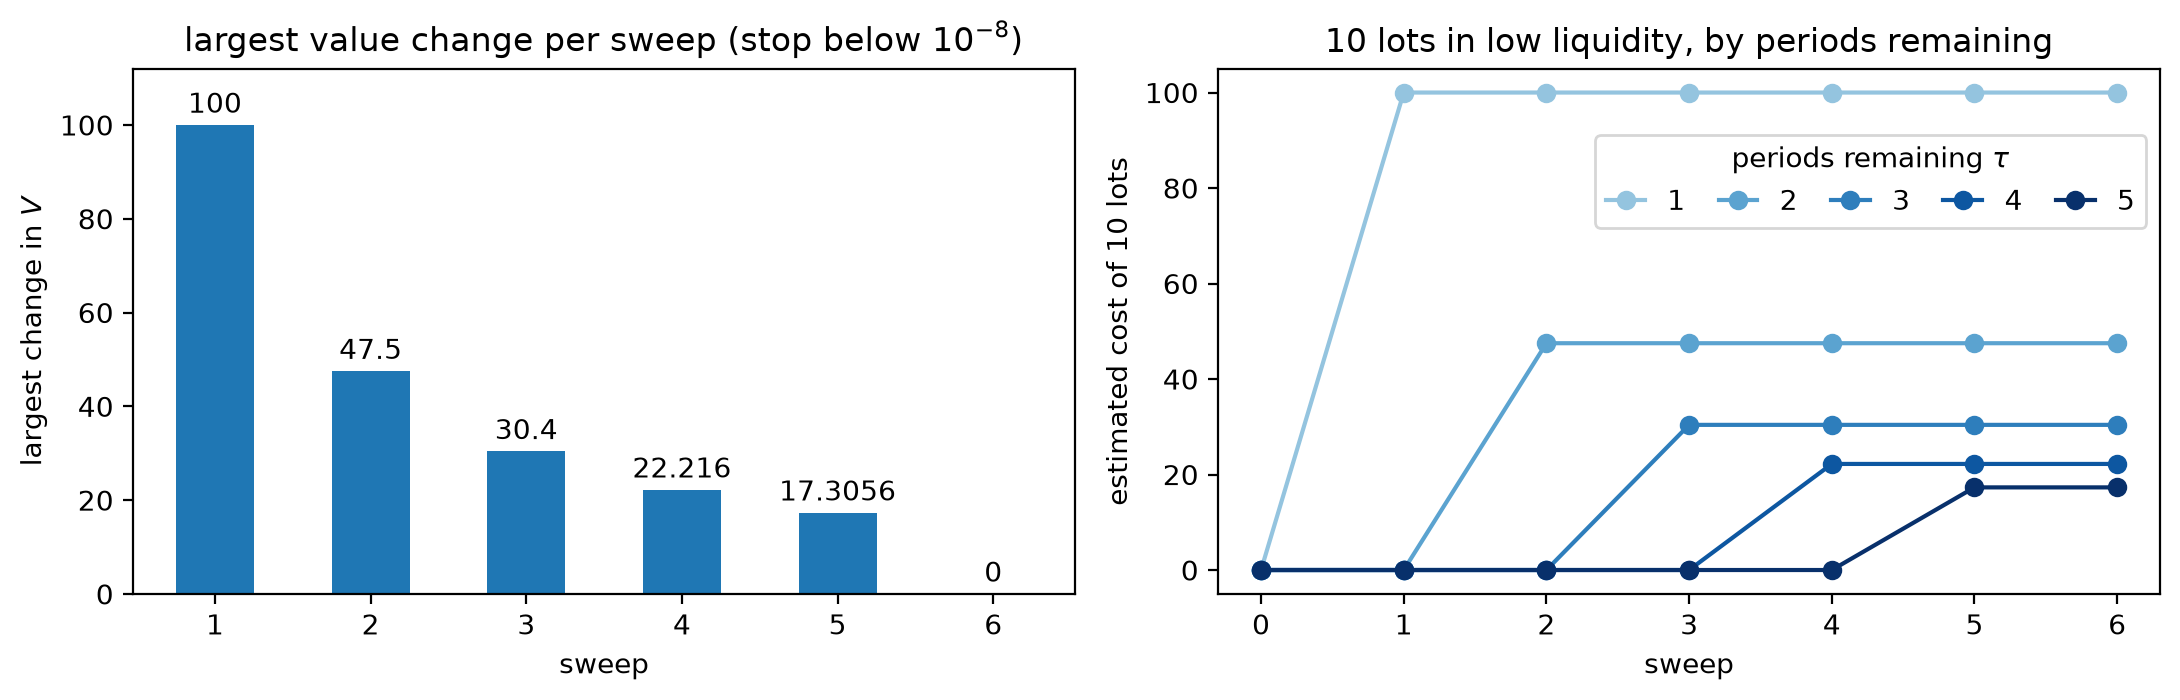 largest value change per sweep (stop below 10⁻⁸)
largest change in V
100
80
60
40
20
0
100
47.5
30.4
22.216
17.3056
0
1 2 3 4 5 6
sweep
10 lots in low liquidity, by periods remaining
estimated cost of 10 lots
100
80
60
40
20
0
periods remaining τ
1 2 3 4 5
0 1 2 3 4 5 6
sweep